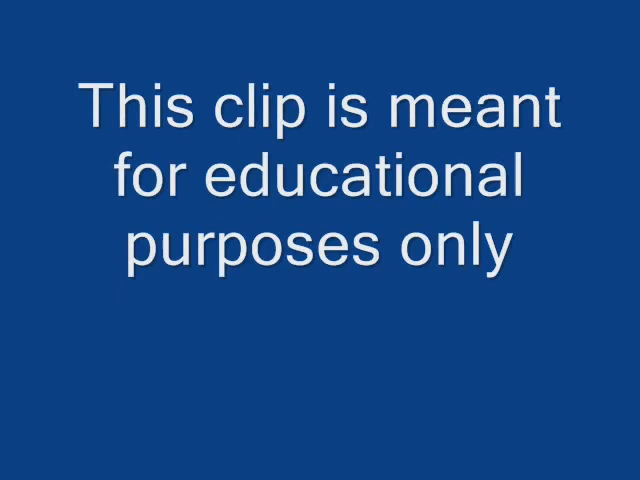 This clip is meant
for educational
purposes only